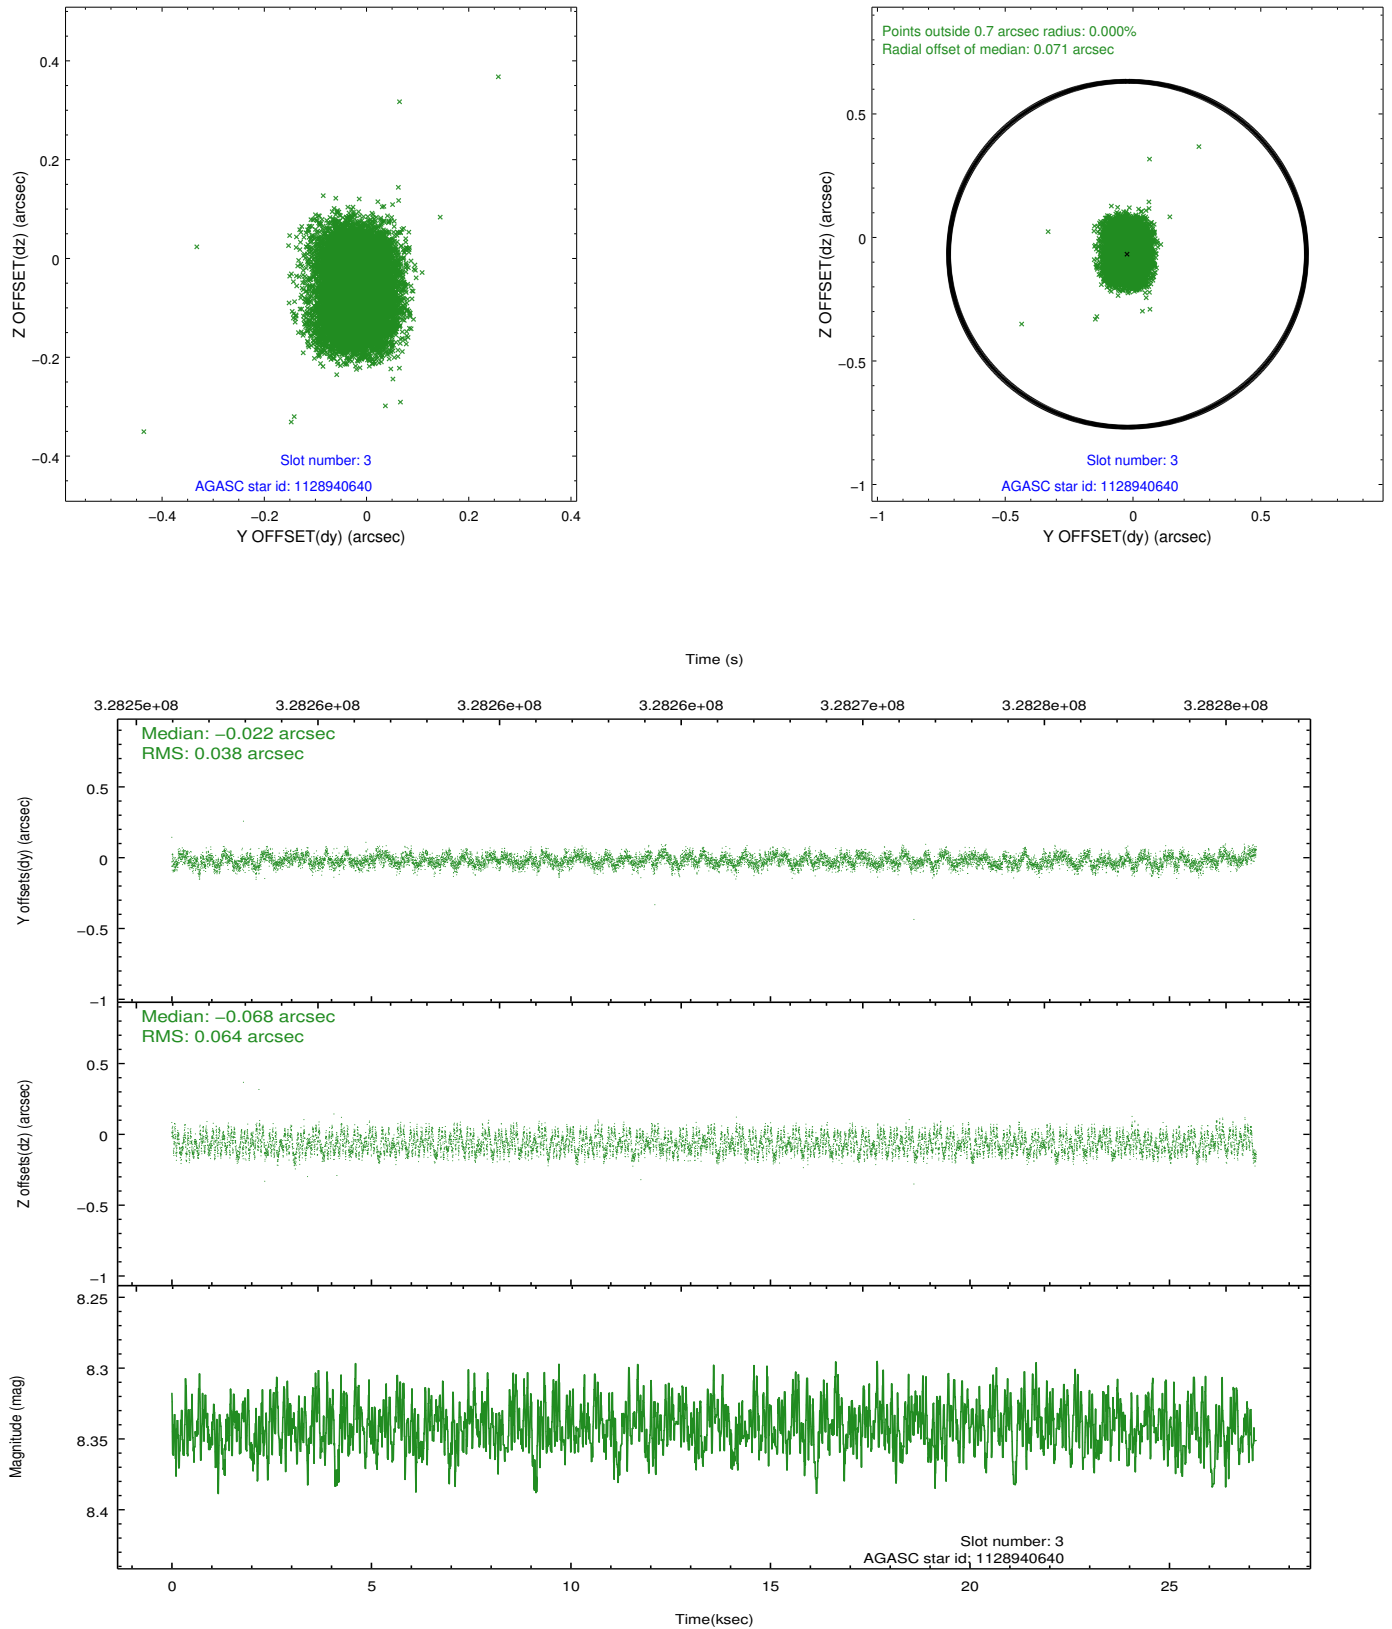 0.4
0.2
0
−0.2
−0.4
Z OFFSET(dz) (arcsec)
Slot number: 3
AGASC star id: 1128940640
−0.4 −0.2 0 0.2 0.4
Y OFFSET(dy) (arcsec)
Points outside 0.7 arcsec radius: 0.000%
Radial offset of median: 0.071 arcsec
0.5
0
−0.5
−1
Z OFFSET(dz) (arcsec)
Slot number: 3
AGASC star id: 1128940640
−1 −0.5 0 0.5
Y OFFSET(dy) (arcsec)
Time (s)
3.2825e+08 3.2826e+08 3.2826e+08 3.2826e+08 3.2827e+08 3.2828e+08 3.2828e+08
Median: −0.022 arcsec
RMS: 0.038 arcsec
0.5
0
−0.5
−1
Y offsets(dy) (arcsec)
Median: −0.068 arcsec
RMS: 0.064 arcsec
0.5
0
−0.5
−1
Z offsets(dz) (arcsec)
8.25
8.3
8.35
8.4
Magnitude (mag)
Slot number: 3
AGASC star id: 1128940640
0 5 10 15 20 25
Time(ksec)